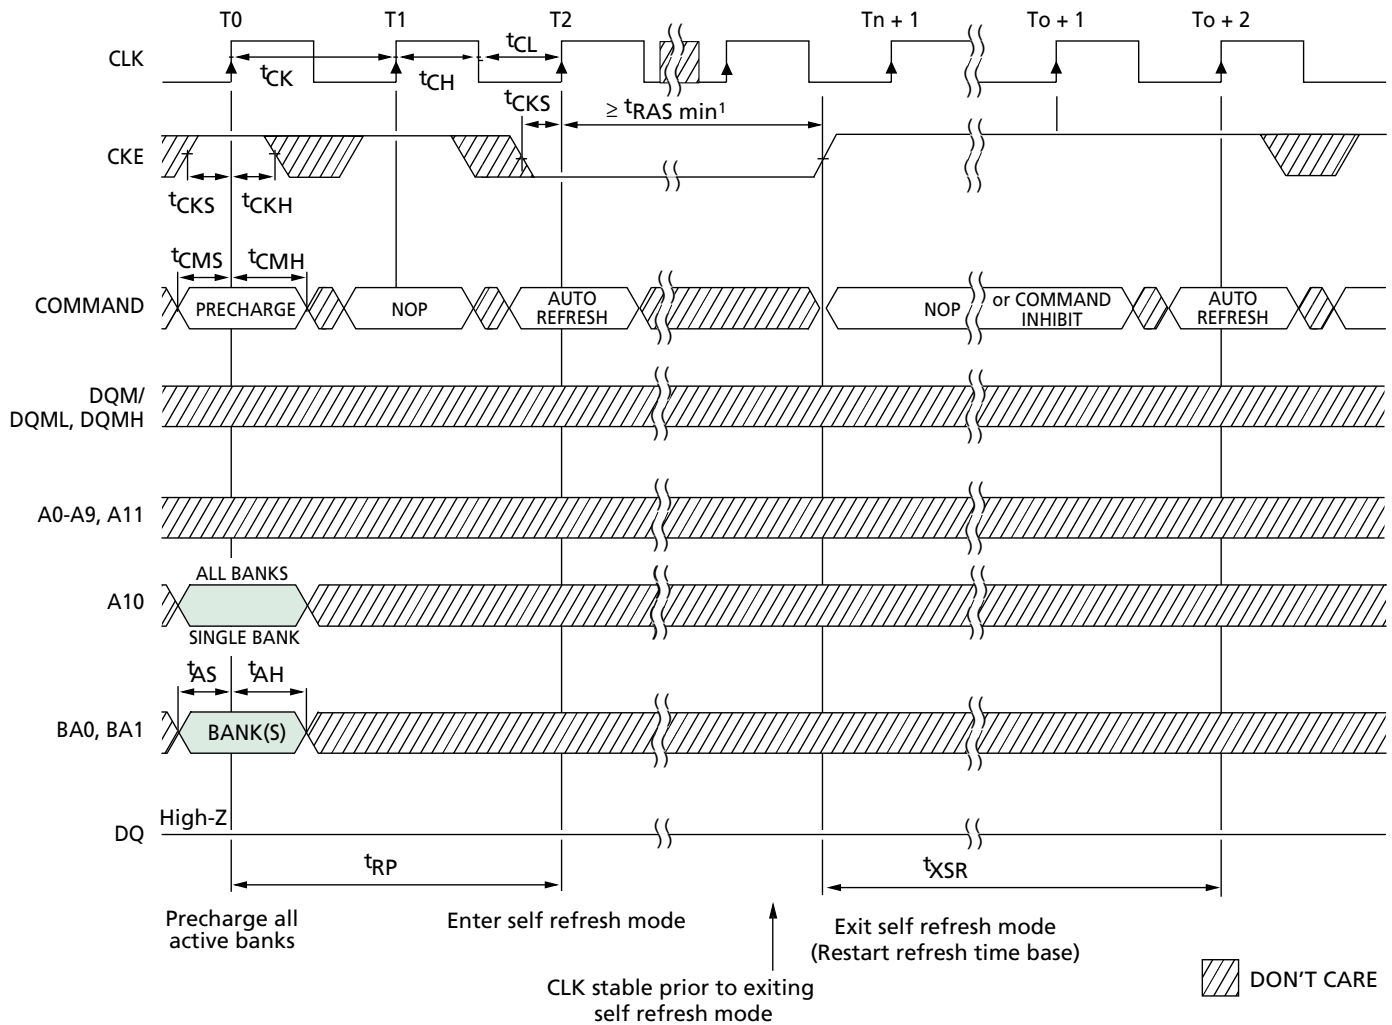 T0 T1 T2 Tn + 1 To + 1 To + 2
CLK
tCK tCH tCL
tCKS ≥ tRAS min¹
CKE
tCKS tCKH
tCMS tCMH
COMMAND PRECHARGE NOP AUTO REFRESH NOP or COMMAND INHIBIT AUTO REFRESH
DQM/
DQML, DQMH
A0-A9, A11
ALL BANKS
A10
SINGLE BANK
tAS tAH
BA0, BA1 BANK(S)
High-Z
DQ
tRP tXSR
Precharge all
active banks
Enter self refresh mode
CLK stable prior to exiting
self refresh mode
Exit self refresh mode
(Restart refresh time base)
DON'T CARE